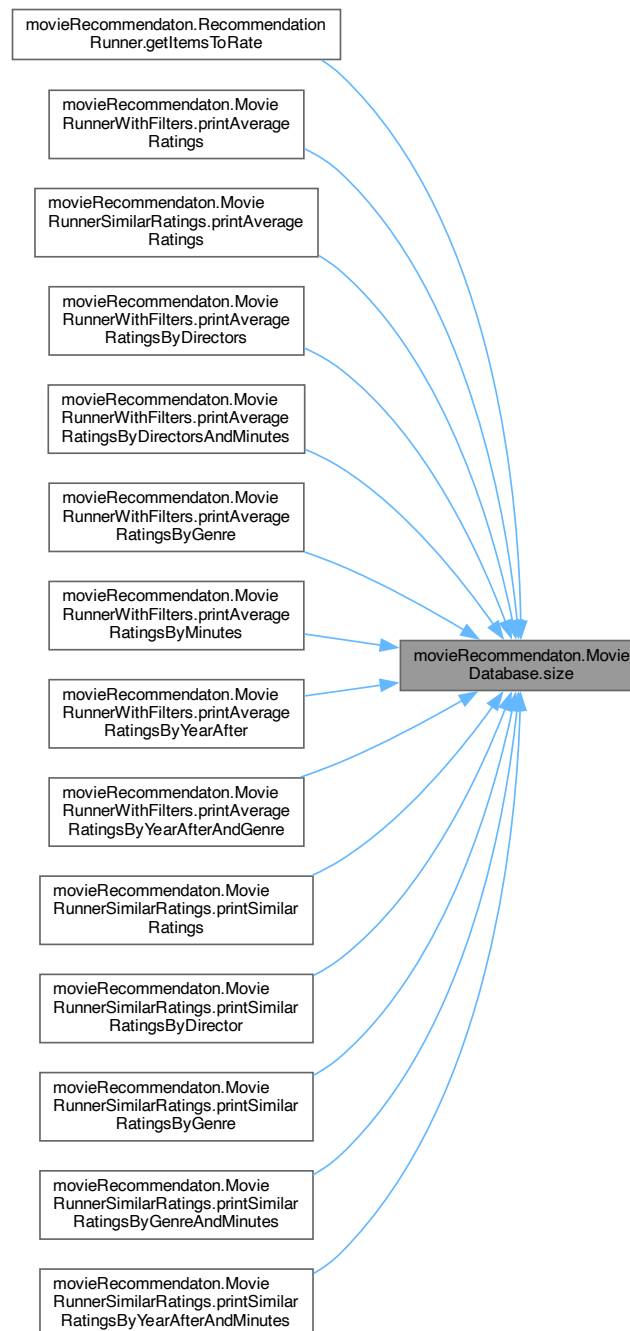 movieRecommendaton.Recommendation
Runner.getItemsToRate
movieRecommendaton.Movie
RunnerWithFilters.printAverage
Ratings
movieRecommendaton.Movie
RunnerSimilarRatings.printAverage
Ratings
movieRecommendaton.Movie
RunnerWithFilters.printAverage
RatingsByDirectors
movieRecommendaton.Movie
RunnerWithFilters.printAverage
RatingsByDirectorsAndMinutes
movieRecommendaton.Movie
RunnerWithFilters.printAverage
RatingsByGenre
movieRecommendaton.Movie
RunnerWithFilters.printAverage
RatingsByMinutes
movieRecommendaton.Movie
Database.size
movieRecommendaton.Movie
RunnerWithFilters.printAverage
RatingsByYearAfter
movieRecommendaton.Movie
RunnerWithFilters.printAverage
RatingsByYearAfterAndGenre
movieRecommendaton.Movie
RunnerSimilarRatings.printSimilar
Ratings
movieRecommendaton.Movie
RunnerSimilarRatings.printSimilar
RatingsByDirector
movieRecommendaton.Movie
RunnerSimilarRatings.printSimilar
RatingsByGenre
movieRecommendaton.Movie
RunnerSimilarRatings.printSimilar
RatingsByGenreAndMinutes
movieRecommendaton.Movie
RunnerSimilarRatings.printSimilar
RatingsByYearAfterAndMinutes